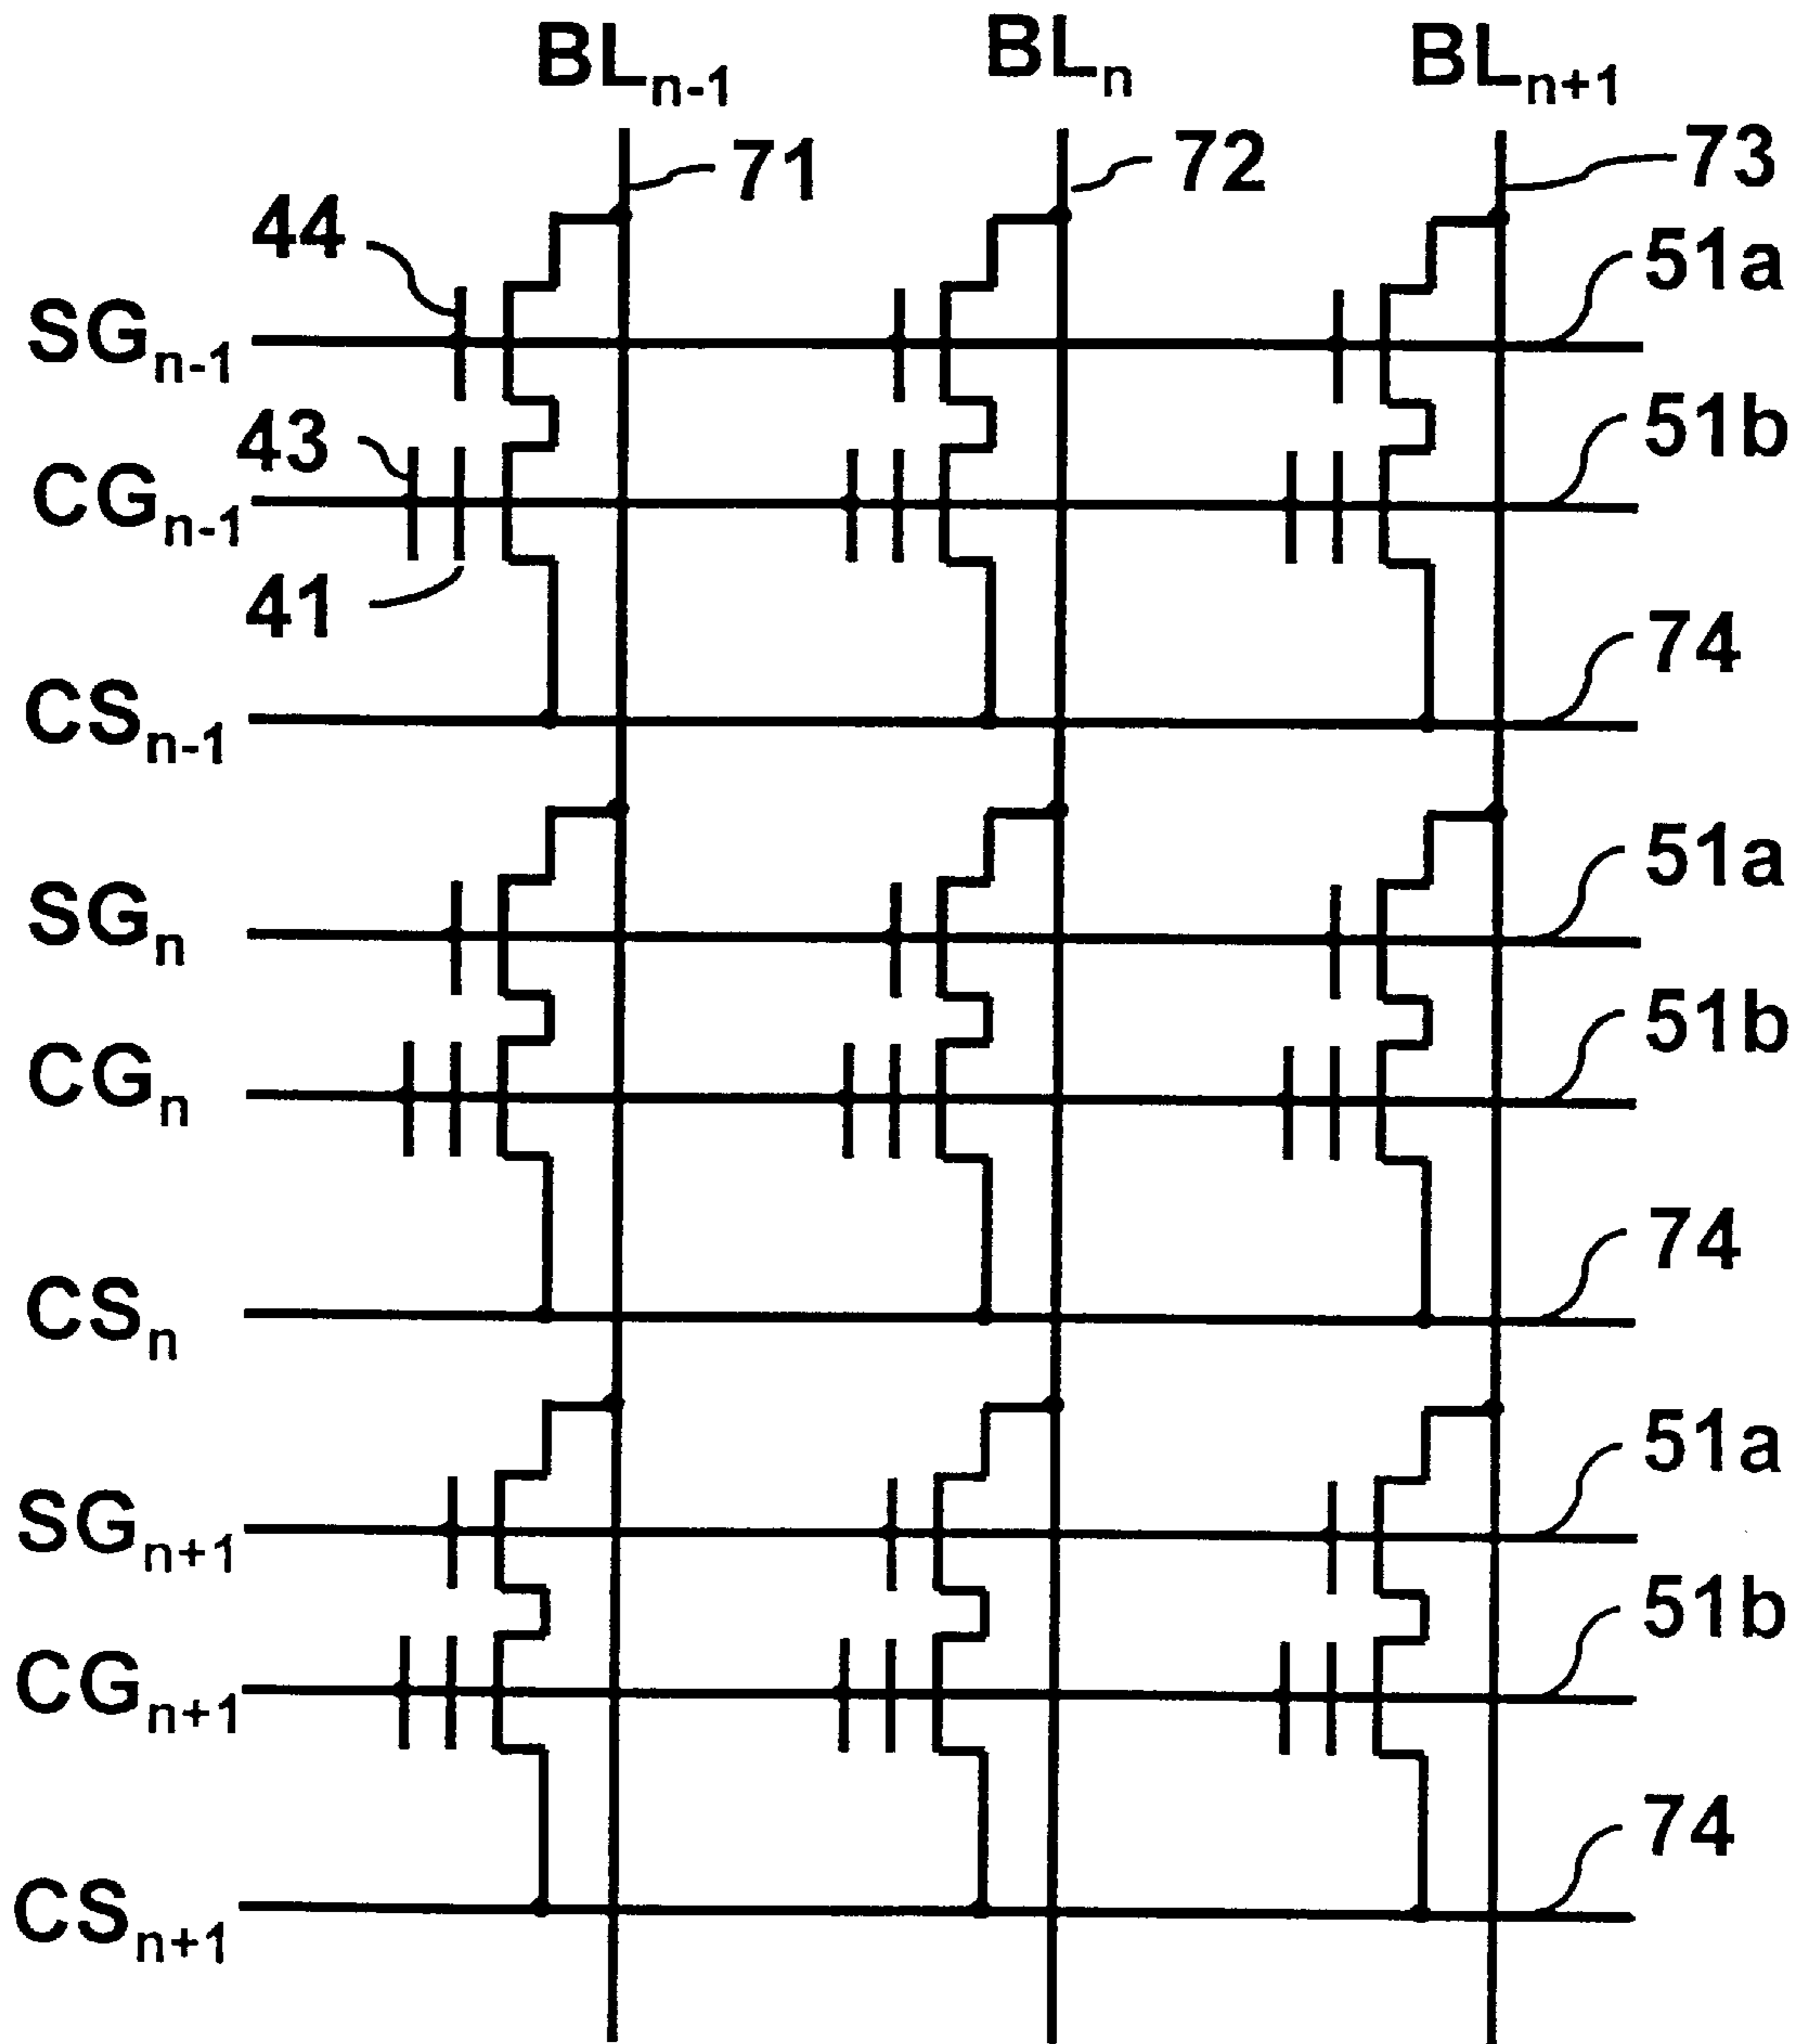 BLn-1 BLn BLn+1
71 72 73
44 51a
SGn-1
43 51b
CGn-1
41 74
CSn-1
51a
SGn
51b
CGn
74
CSn
51a
SGn+1
51b
CGn+1
74
CSn+1